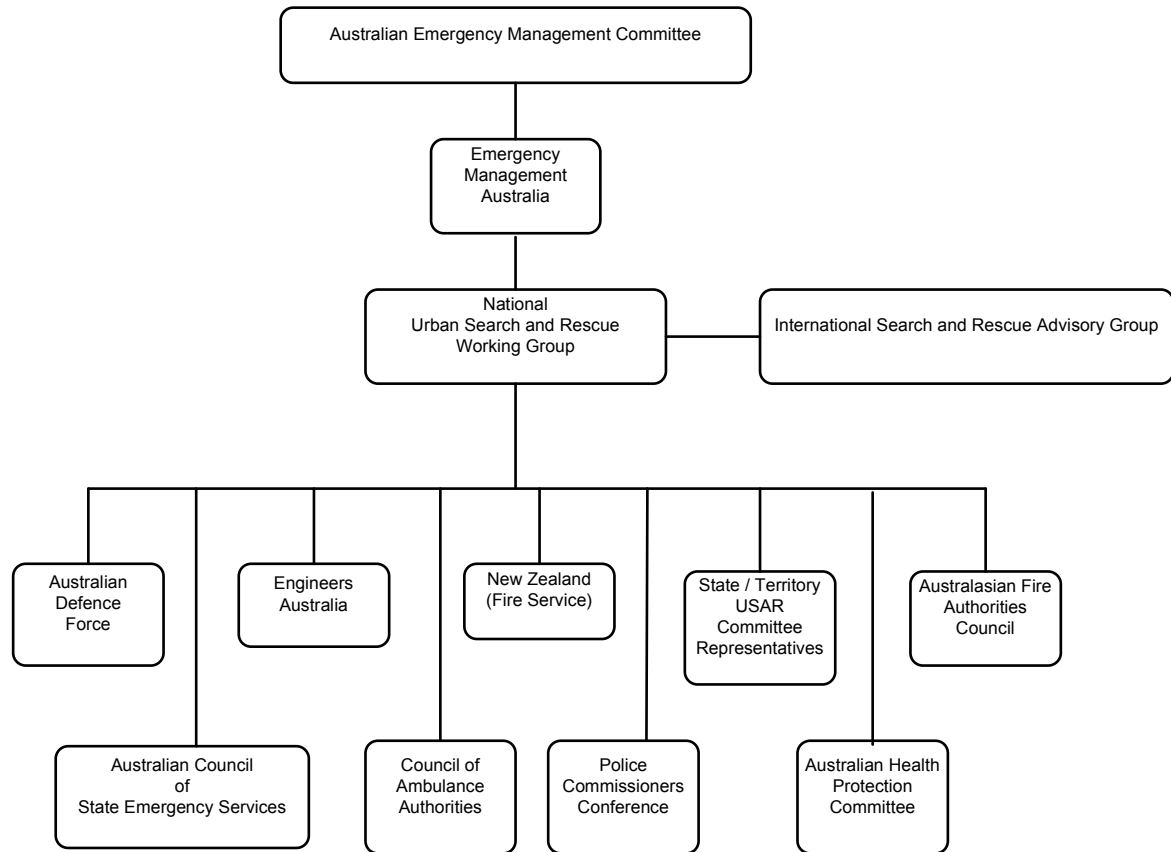 Australian Emergency Management Committee
Emergency
Management
Australia
National
Urban Search and Rescue
Working Group
International Search and Rescue Advisory Group
Australian
Defence
Force
Engineers
Australia
New Zealand
(Fire Service)
State / Territory
USAR
Committee
Representatives
Australasian Fire
Authorities
Council
Australian Council
of
State Emergency Services
Council of
Ambulance
Authorities
Police
Commissioners
Conference
Australian Health
Protection
Committee